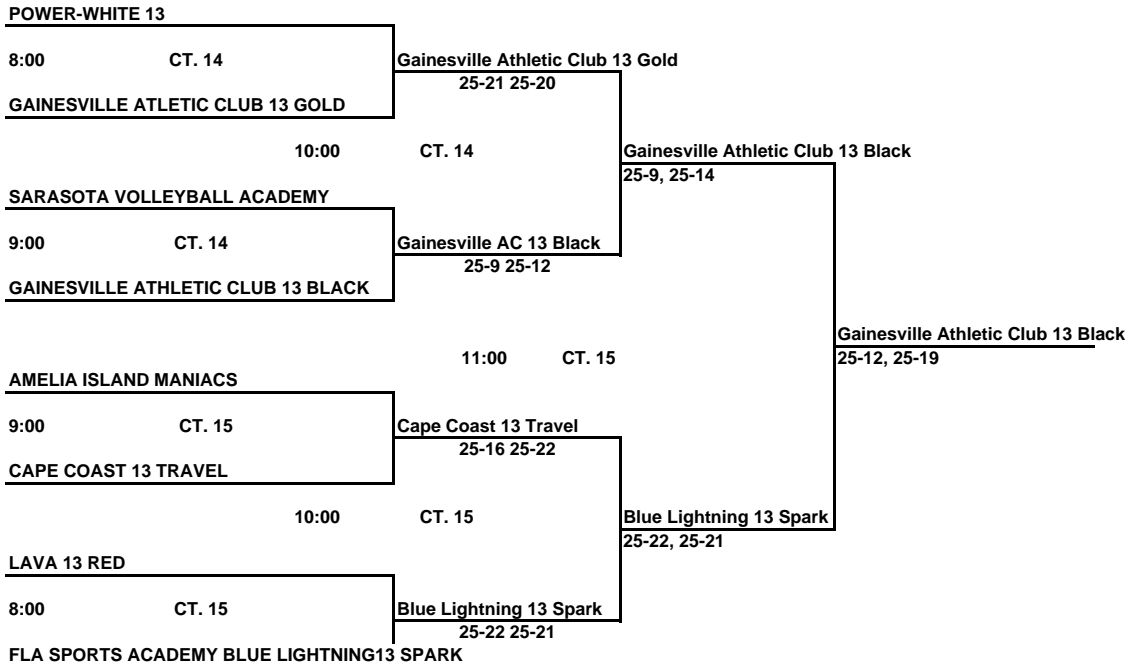 POWER-WHITE 13
8:00 CT. 14 Gainesville Athletic Club 13 Gold
25-21 25-20
GAINESVILLE ATLETIC CLUB 13 GOLD
10:00 CT. 14 Gainesville Athletic Club 13 Black
25-9, 25-14
SARASOTA VOLLEYBALL ACADEMY
9:00 CT. 14 Gainesville AC 13 Black
25-9 25-12
GAINESVILLE ATHLETIC CLUB 13 BLACK
Gainesville Athletic Club 13 Black
11:00 CT. 15 25-12, 25-19
AMELIA ISLAND MANIACS
9:00 CT. 15 Cape Coast 13 Travel
25-16 25-22
CAPE COAST 13 TRAVEL
10:00 CT. 15 Blue Lightning 13 Spark
25-22, 25-21
LAVA 13 RED
8:00 CT. 15 Blue Lightning 13 Spark
25-22 25-21
FLA SPORTS ACADEMY BLUE LIGHTNING13 SPARK